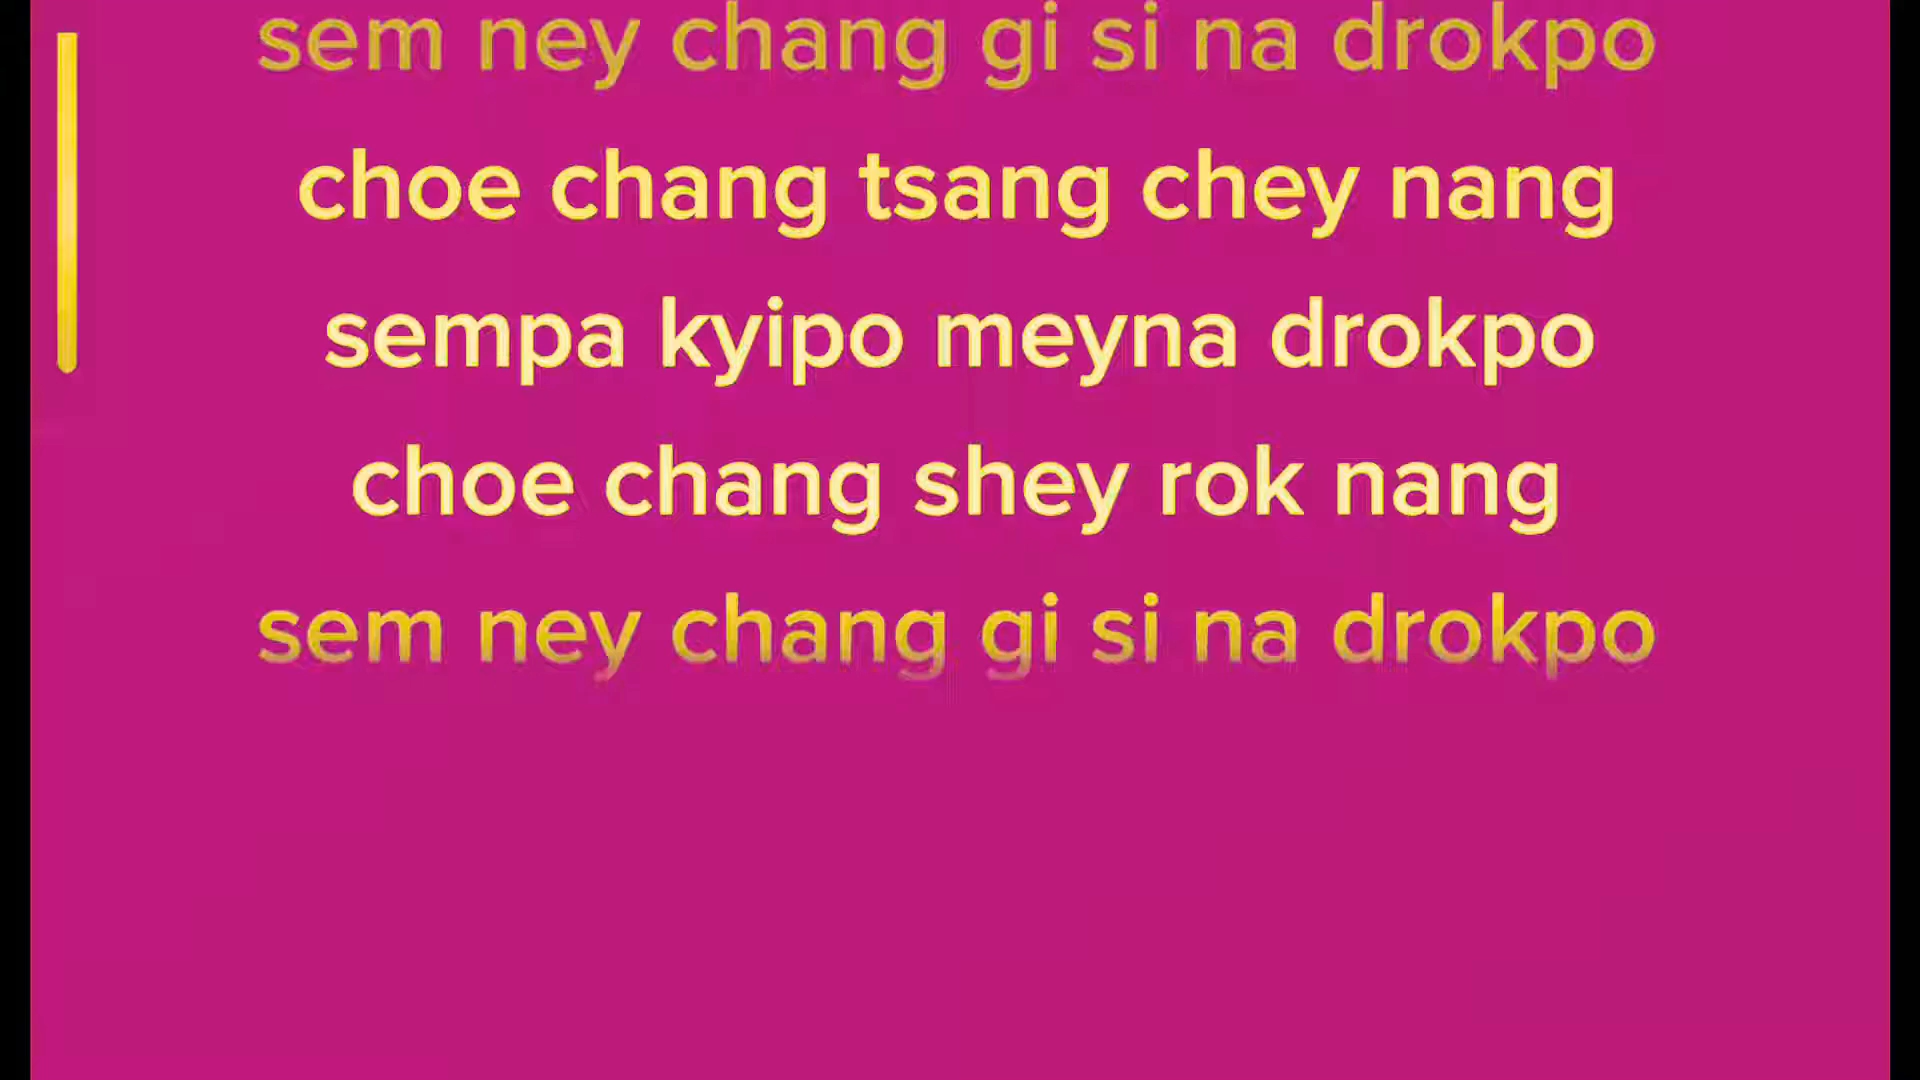 sem ney chang gi si na drokpo
choe chang tsang chey nang
sempa kyipo meyna drokpo
choe chang shey rok nang
sem ney chang gi si na drokpo